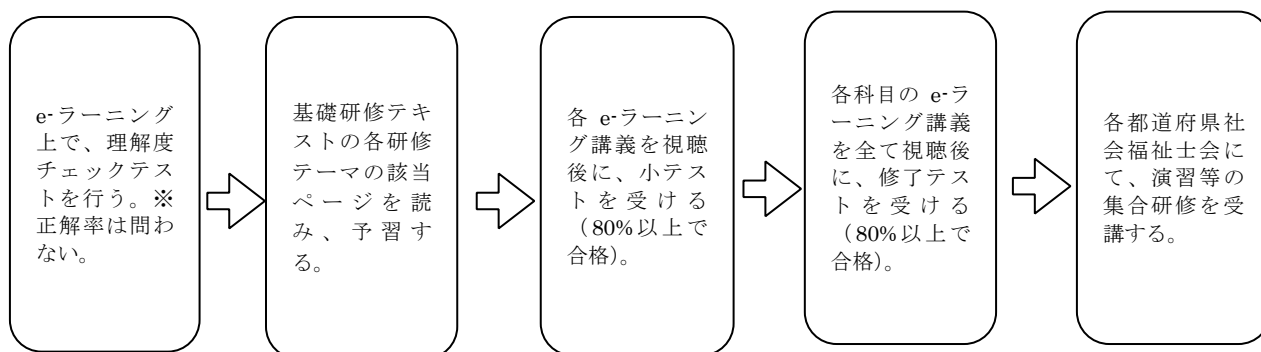 e-ラーニング
上で、理解度
チェックテス
トを行う。※
正解率は問わ
ない。
基礎研修テキ
ストの各研修
テーマの該当
ページを読
み、予習す
る。
各 e-ラーニン
グ講義を視聴
後に、小テス
トを受ける
（80%以上で
合格)。
各科目の e-ラ
ーニング講義
を全て視聴後
に、修了テス
トを受ける
（80%以上で
合格)。
各都道府県社
会福祉士会に
て、演習等の
集合研修を受
講する。